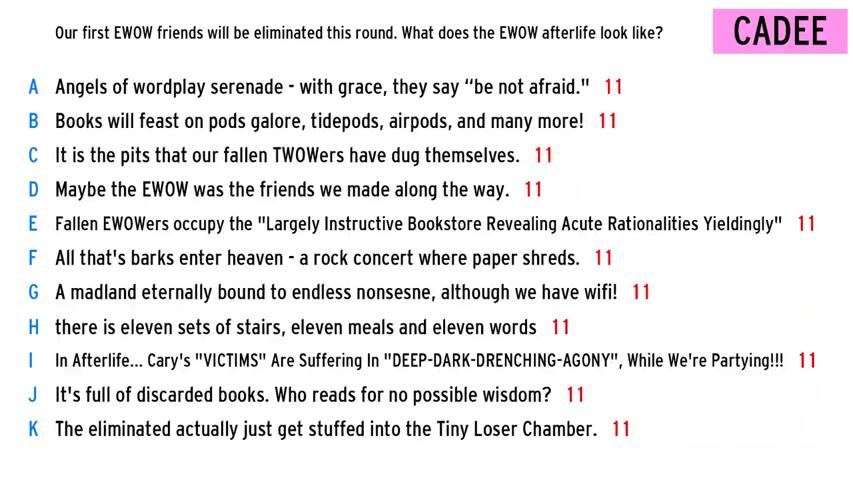 Our first EWOW friends will be eliminated this round. What does the EWOW afterlife look like?
CADEE
A Angels of wordplay serenade - with grace, they say “be not afraid." 11
B Books will feast on pods galore, tidepods, airpods, and many more! 11
C It is the pits that our fallen TWOWers have dug themselves. 11
D Maybe the EWOW was the friends we made along the way. 11
E Fallen EWOWers occupy the "Largely Instructive Bookstore Revealing Acute Rationalities Yieldingly" 11
F All that's barks enter heaven - a rock concert where paper shreds. 11
G A madland eternally bound to endless nonsesne, although we have wifi! 11
H there is eleven sets of stairs, eleven meals and eleven words 11
I In Afterlife... Cary's "VICTIMS" Are Suffering In "DEEP-DARK-DRENCHING-AGONY", While We're Partying!!! 11
J It's full of discarded books. Who reads for no possible wisdom? 11
K The eliminated actually just get stuffed into the Tiny Loser Chamber. 11